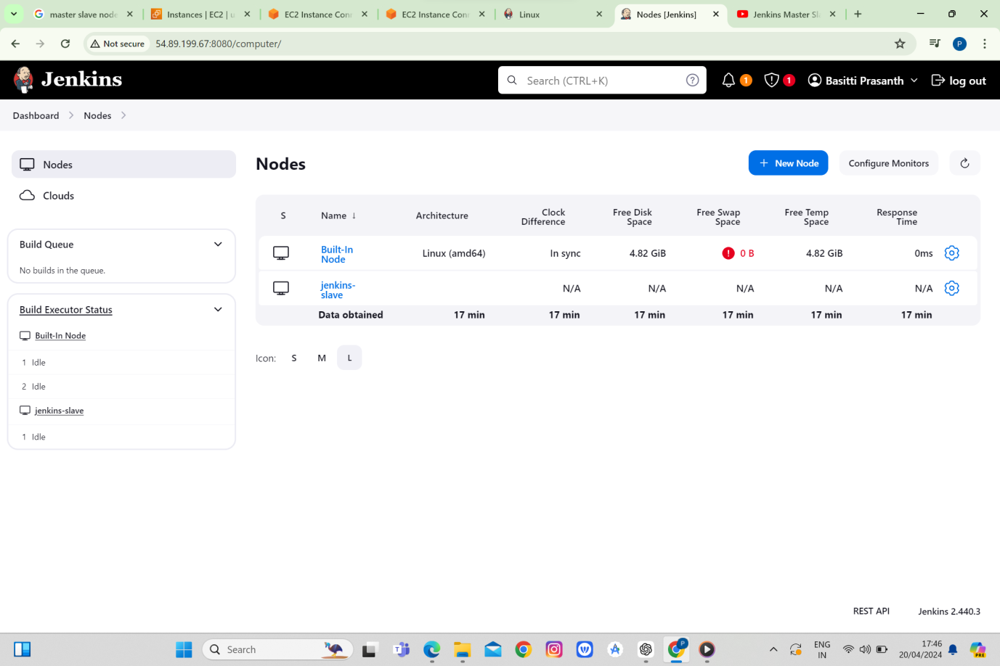 master slave node
Instances | EC2 | u
EC2 Instance Conn
EC2 Instance Conn
Linux
Nodes [Jenkins]
Jenkins Master Sl
Not secure
54.89.199.67:8080/computer/
P
Jenkins
Search (CTRL+K)
1
1
Basitti Prasanth
log out
Dashboard
Nodes
Nodes
Clouds
Build Queue
No builds in the queue.
Build Executor Status
Built-In Node
1 Idle
2 Idle
jenkins-slave
1 Idle
Nodes
+ New Node
Configure Monitors
S Name ↓ Architecture Clock Difference Free Disk Space Free Swap Space Free Temp Space Response Time
Built-In Node Linux (amd64) In sync 4.82 GiB 0 B 4.82 GiB 0ms
jenkins-slave N/A N/A N/A N/A N/A
Data obtained 17 min 17 min 17 min 17 min 17 min 17 min
Icon: S M L
REST API
Jenkins 2.440.3
Search
P
ENG
IN
17:46
20/04/2024
PRE